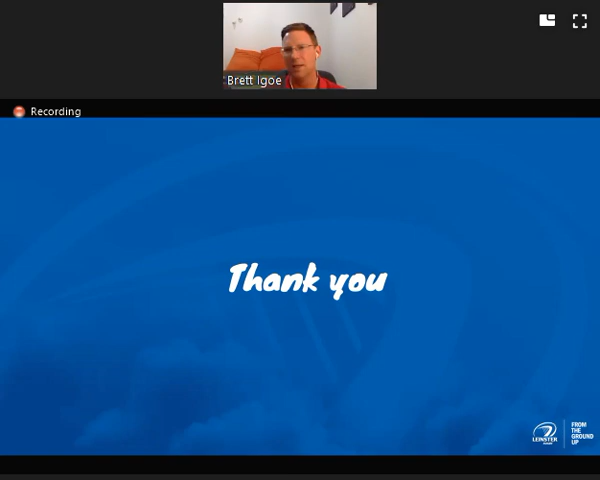 Brett Igoe
Recording
Thank you
LEINSTER
FROM
THE
GROUND
UP